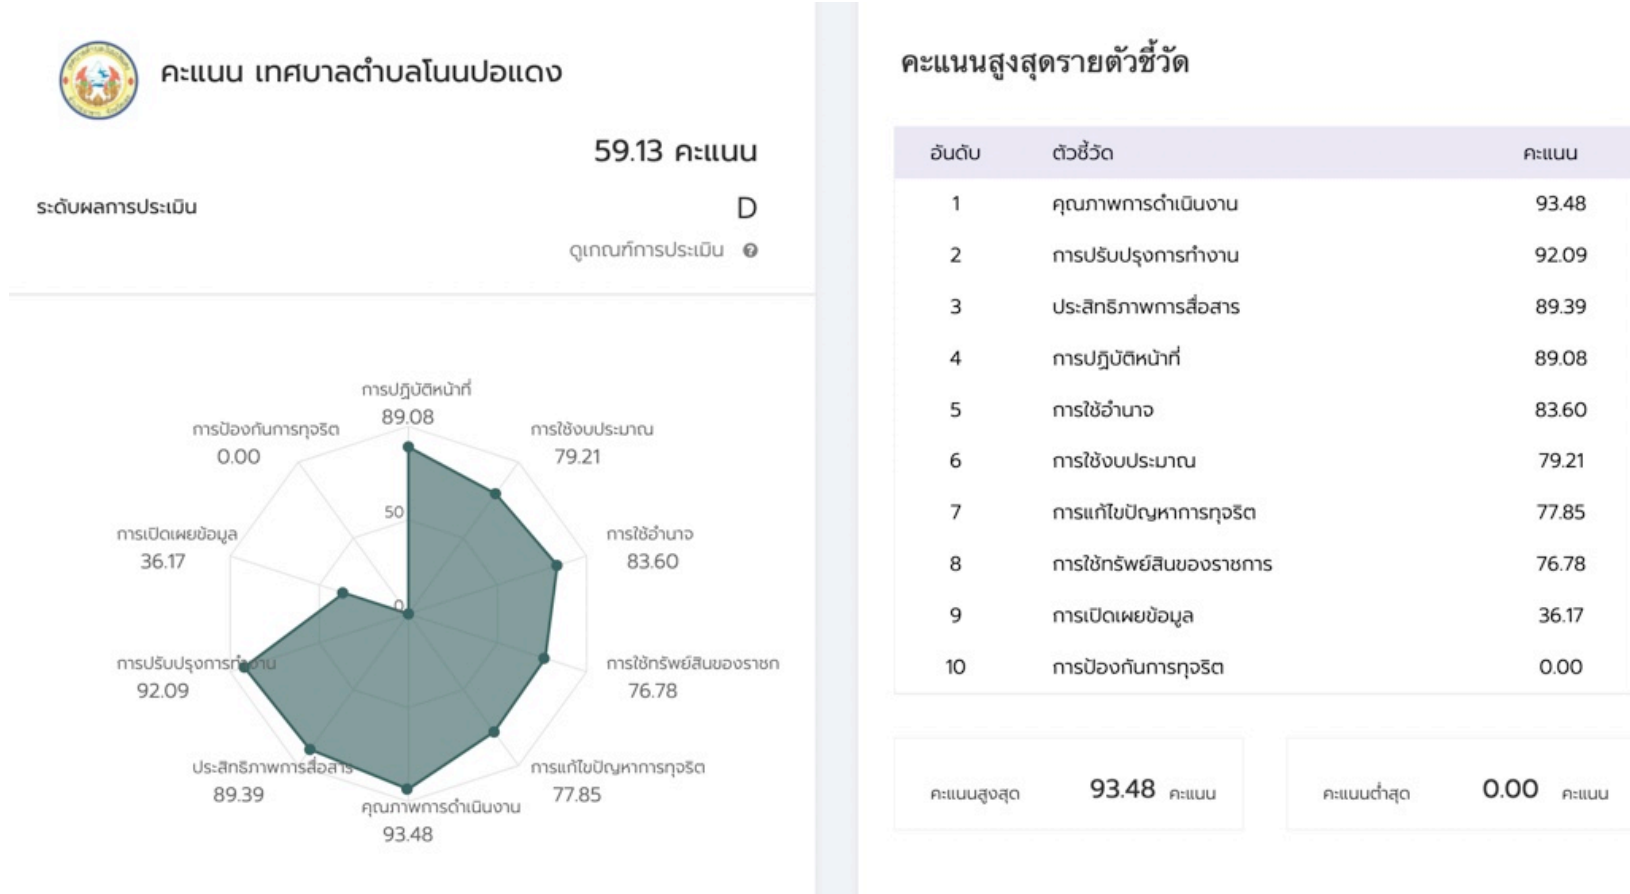 คะแนน เทศบาลตำบลโนนปอแดง
59.13 คะแนน
ระดับผลการประเมิน D
ดูเกณฑ์การประเมิน
การปฏิบัติหน้าที่
89.08
การป้องกันการทุจริต
0.00
การใช้งบประมาณ
79.21
50
การเปิดเผยข้อมูล
36.17
การใช้อำนาจ
83.60
0
การปรับปรุงการทำงาน
92.09
การใช้ทรัพย์สินของราชก
76.78
ประสิทธิภาพการสื่อสาร
89.39
การแก้ไขปัญหาการทุจริต
77.85
คุณภาพการดำเนินงาน
93.48
คะแนนสูงสุดรายตัวชี้วัด
อันดับ ตัวชี้วัด คะแนน
1 คุณภาพการดำเนินงาน 93.48
2 การปรับปรุงการทำงาน 92.09
3 ประสิทธิภาพการสื่อสาร 89.39
4 การปฏิบัติหน้าที่ 89.08
5 การใช้อำนาจ 83.60
6 การใช้งบประมาณ 79.21
7 การแก้ไขปัญหาการทุจริต 77.85
8 การใช้ทรัพย์สินของราชการ 76.78
9 การเปิดเผยข้อมูล 36.17
10 การป้องกันการทุจริต 0.00
คะแนนสูงสุด 93.48 คะแนน
คะแนนต่ำสุด 0.00 คะแนน